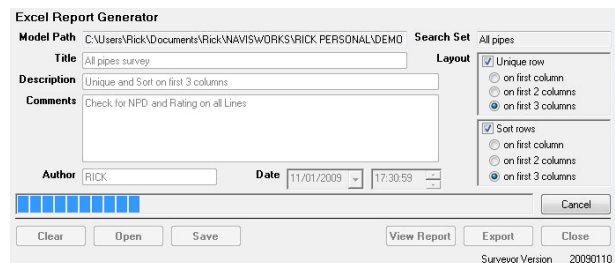 Excel Report Generator
Model Path C:\Users\Rick\Documents\Rick\NAVISWORKS\RICK PERSONAL\DEMO Search Set All pipes
Title All pipes survey Layout Unique row
Description Unique and Sort on first 3 columns on first column
on first 2 columns
Comments Check for NPD and Rating on all Lines on first 3 columns
Sort rows
on first column
on first 2 columns
Author RICK Date 11/01/2009 17:30:59 on first 3 columns
Cancel
Clear Open Save View Report Export Close
Surveyor Version 20090110